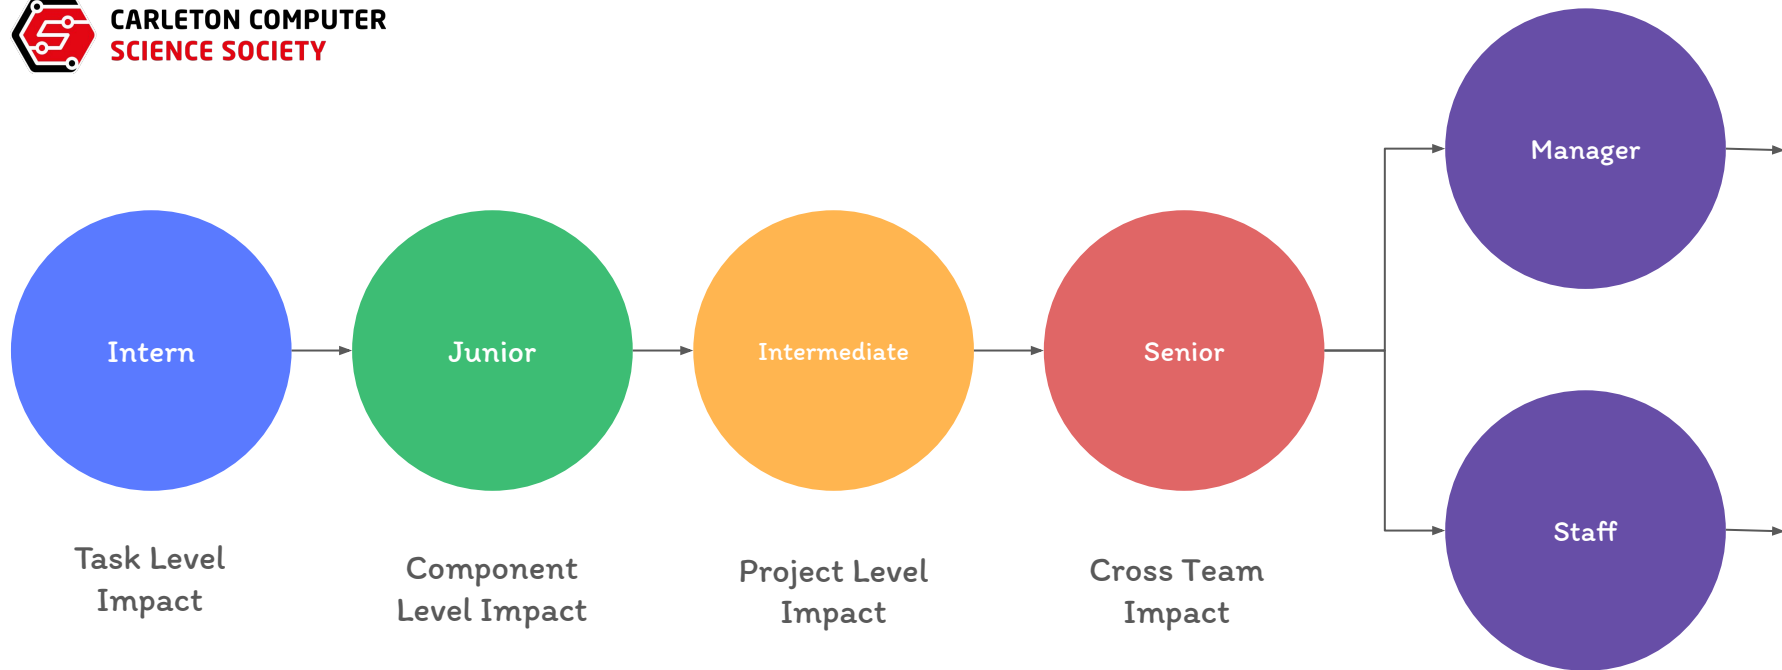 CARLETON COMPUTER
SCIENCE SOCIETY
Intern
Junior
Intermediate
Senior
Manager
Staff
Task Level
Impact
Component
Level Impact
Project Level
Impact
Cross Team
Impact